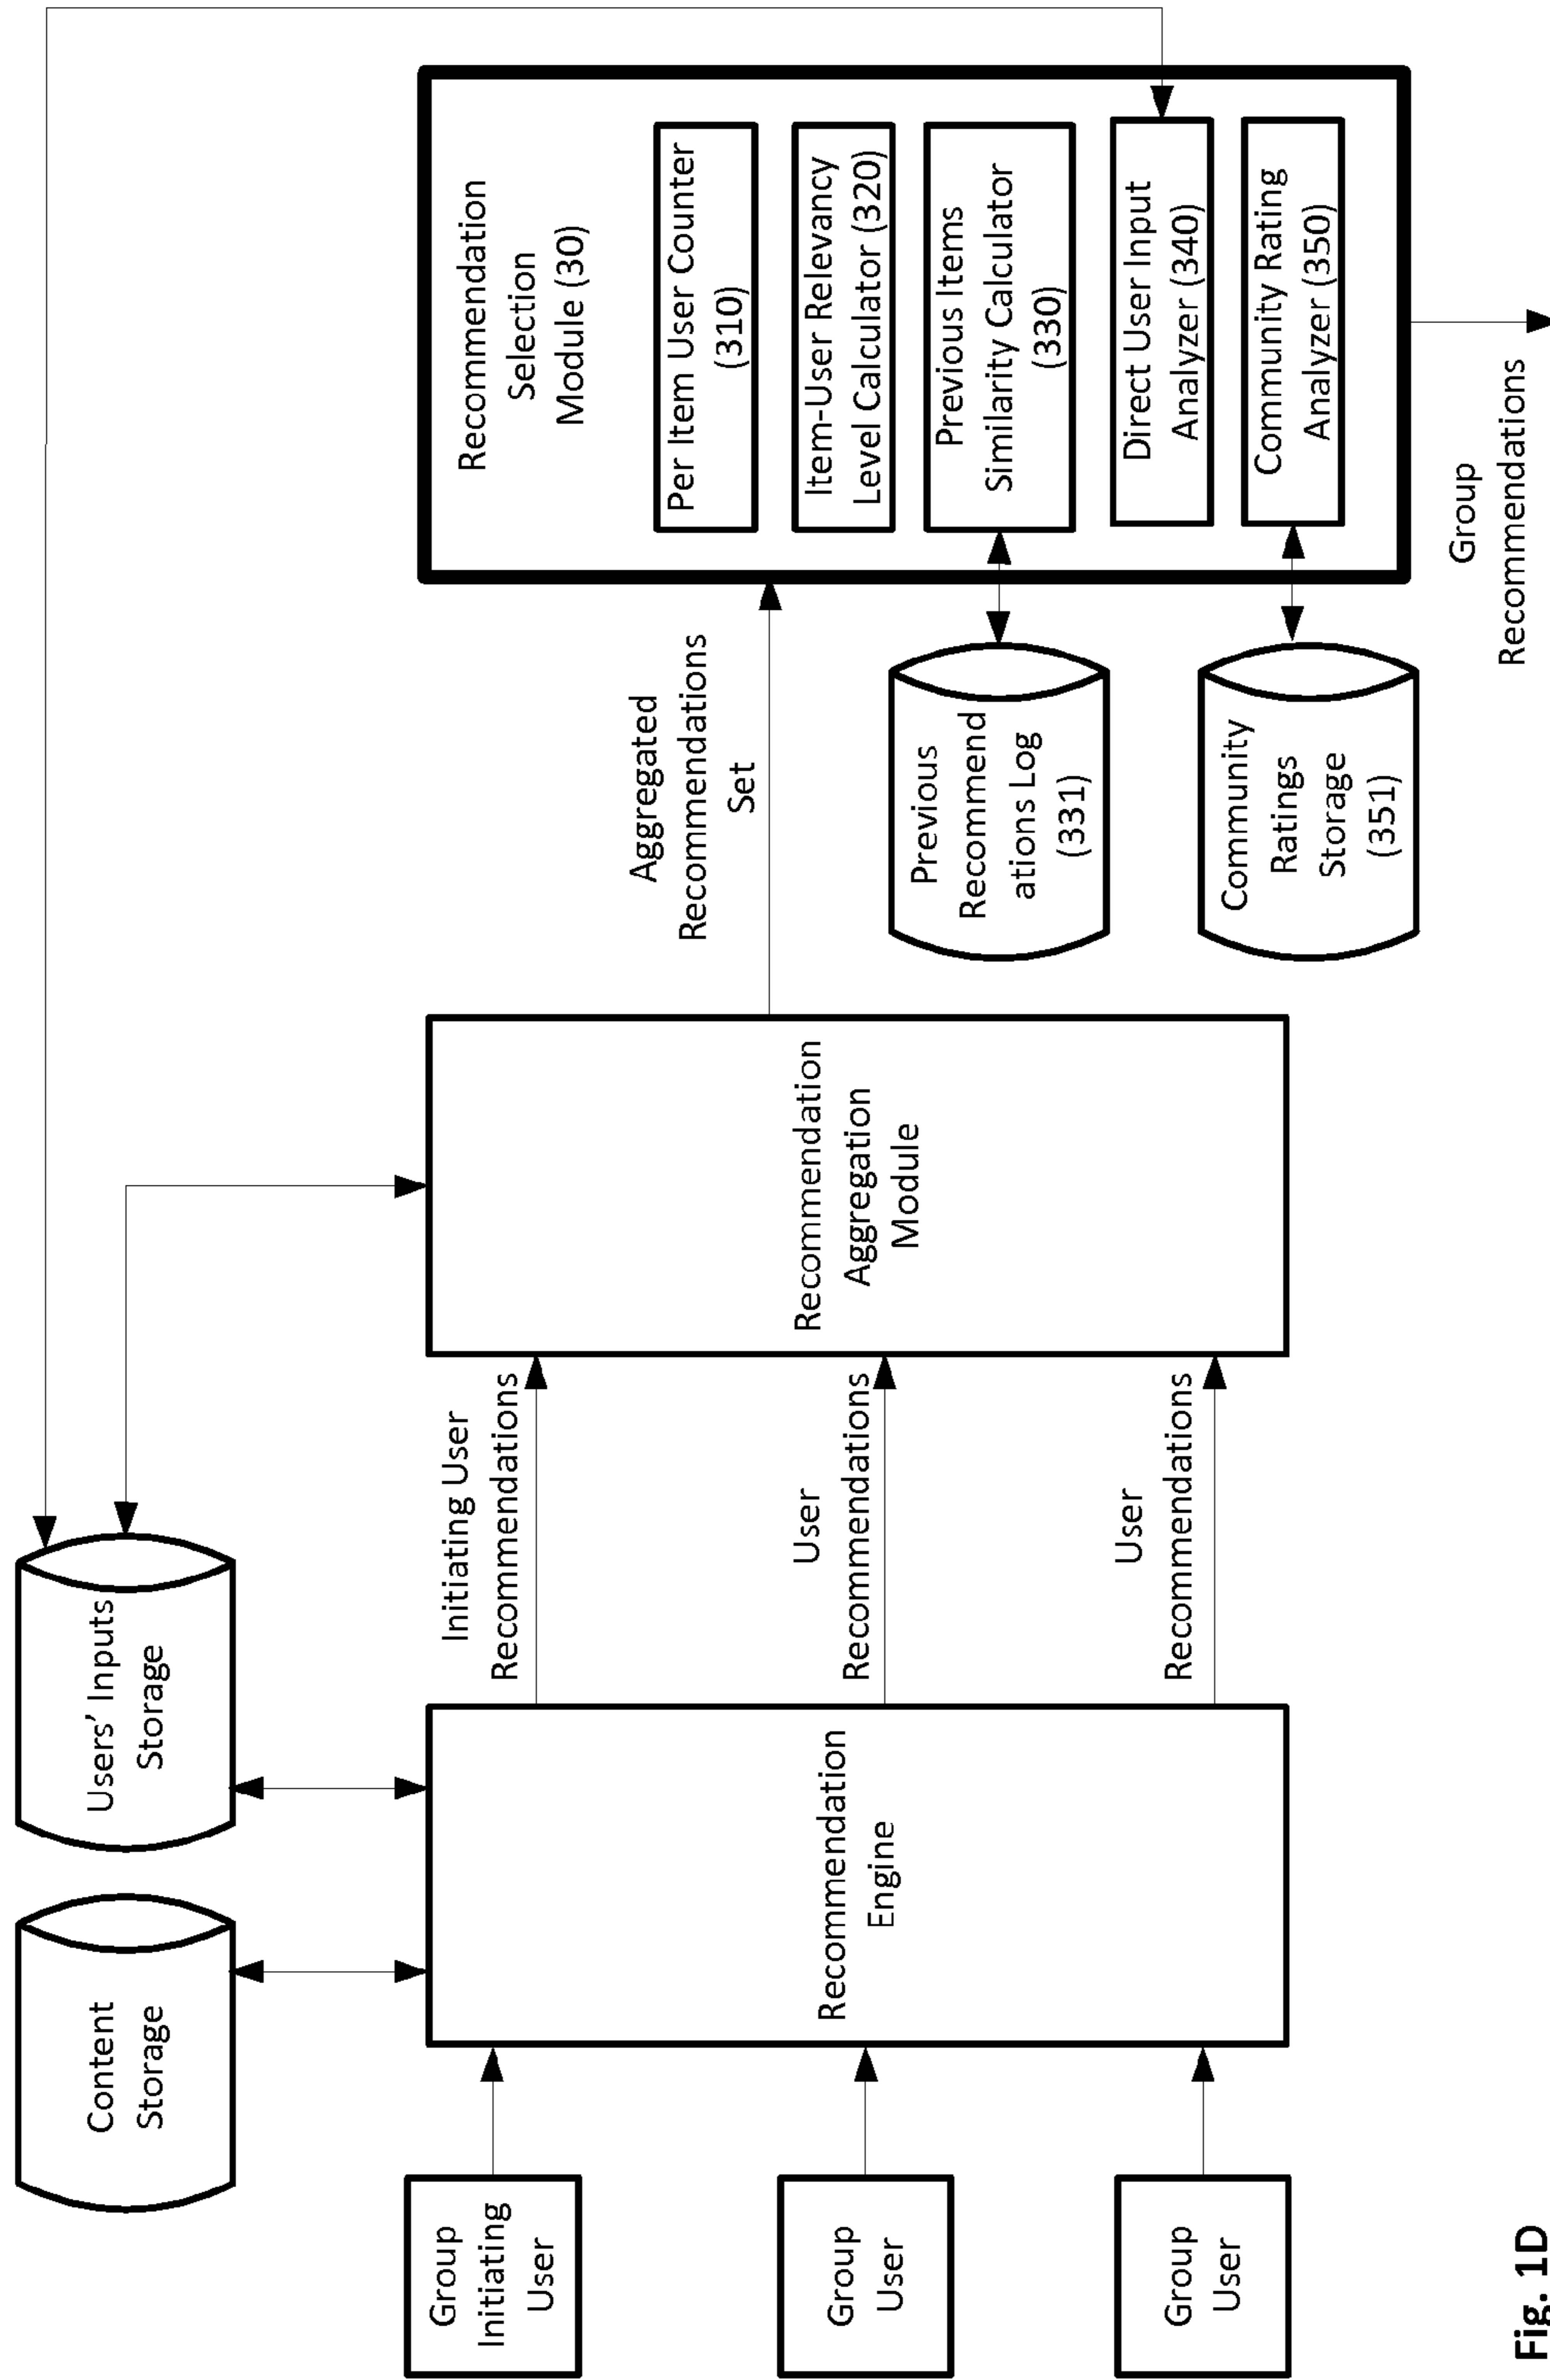 Content
Storage
Users' Inputs
Storage
Group
Initiating
User
Group
User
Group
User
Recommendation
Engine
Initiating User
Recommendations
User
Recommendations
User
Recommendations
Recommendation
Aggregation
Module
Aggregated
Recommendations
Set
Previous
Recommend
ations Log
(331)
Community
Ratings
Storage
(351)
Recommendation
Selection
Module (30)
Per Item User Counter
(310)
Item-User Relevancy
Level Calculator (320)
Previous Items
Similarity Calculator
(330)
Direct User Input
Analyzer (340)
Community Rating
Analyzer (350)
Group
Recommendations
Fig. 1D